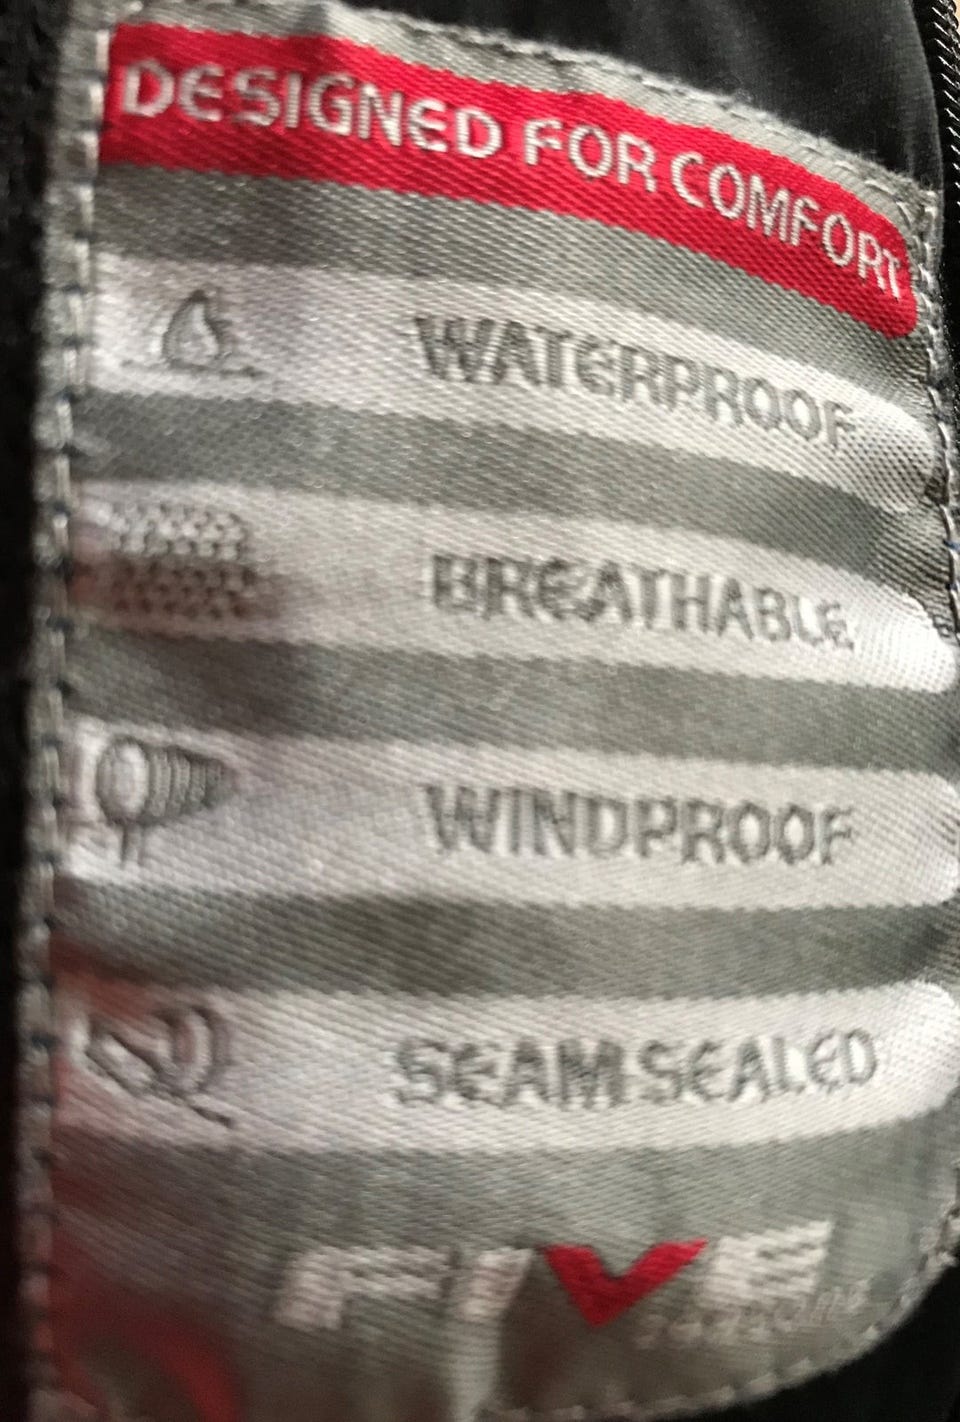 DESIGNED FOR COMFORT
WATERPROOF
BREATHABLE
WINDPROOF
SEAM SEALED
FIVE